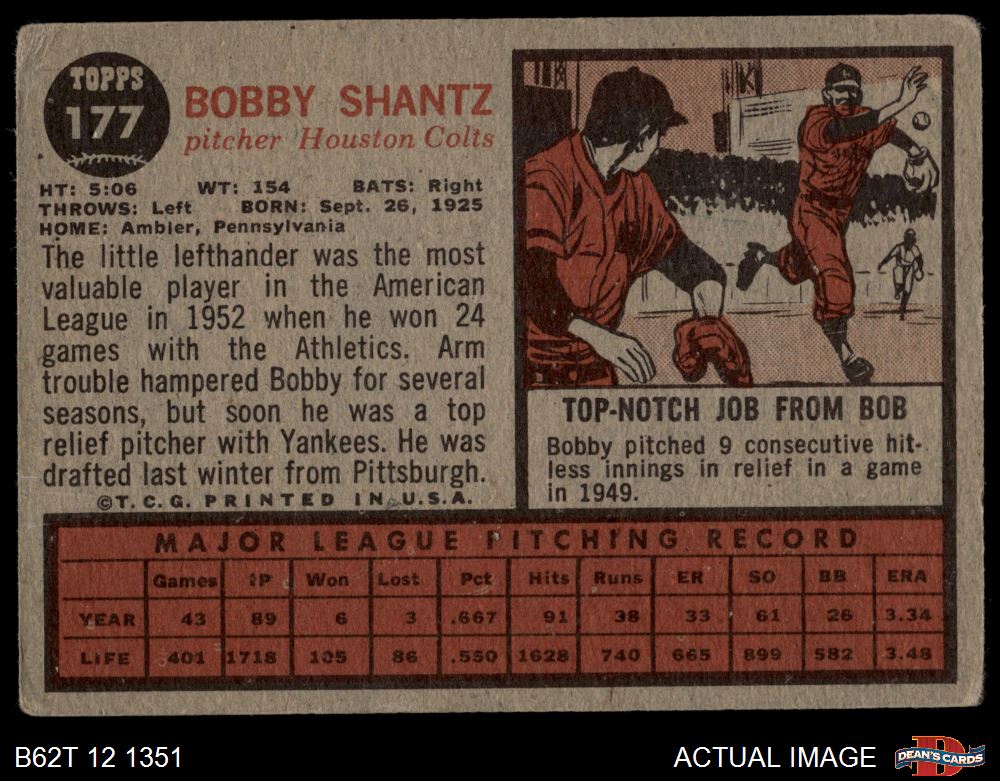 TOPPS
177
BOBBY SHANTZ
pitcher Houston Colts
HT: 5:06 WT: 154 BATS: Right
THROWS: Left BORN: Sept. 26, 1925
HOME: Ambler, Pennsylvania
The little lefthander was the most
valuable player in the American
League in 1952 when he won 24
games with the Athletics. Arm
trouble hampered Bobby for several
seasons, but soon he was a top
relief pitcher with Yankees. He was
drafted last winter from Pittsburgh.
©T.C.G. PRINTED IN U.S.A.
TOP-NOTCH JOB FROM BOB
Bobby pitched 9 consecutive hit-
less innings in relief in a game
in 1949.
MAJOR LEAGUE PITCHING RECORD
Games IP Won Lost Pct Hits Runs ER SO BB ERA
YEAR 43 89 6 3 .667 91 38 33 61 26 3.34
LIFE 401 1718 105 86 .550 1628 740 665 899 582 3.48
B62T 12 1351
ACTUAL IMAGE
D
DEAN'S CARDS